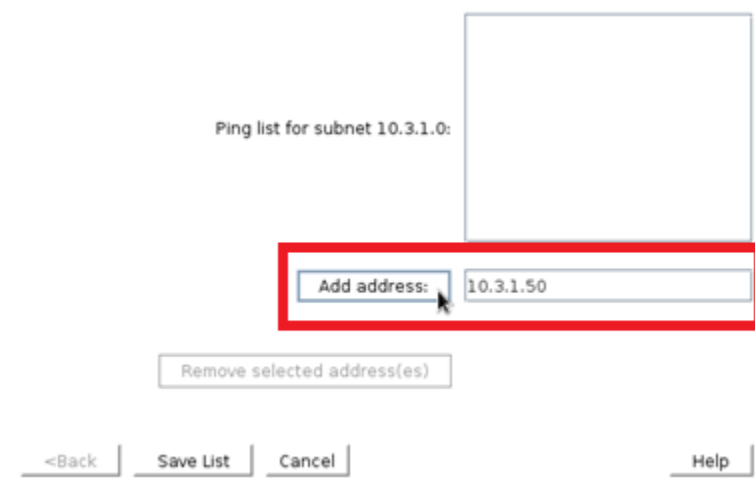 Ping list for subnet 10.3.1.0:
Add address: 10.3.1.50
Remove selected address(es)
<Back Save List Cancel Help